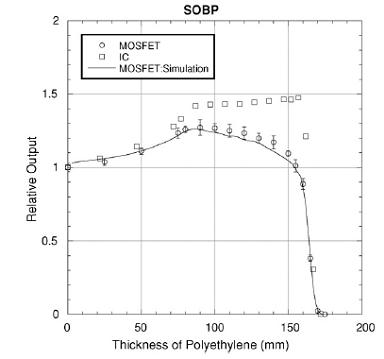 SOBP
2
MOSFET
IC
MOSFET:Simulation
1.5
1
0.5
0
Relative Output
0 50 100 150 200
Thickness of Polyethylene (mm)